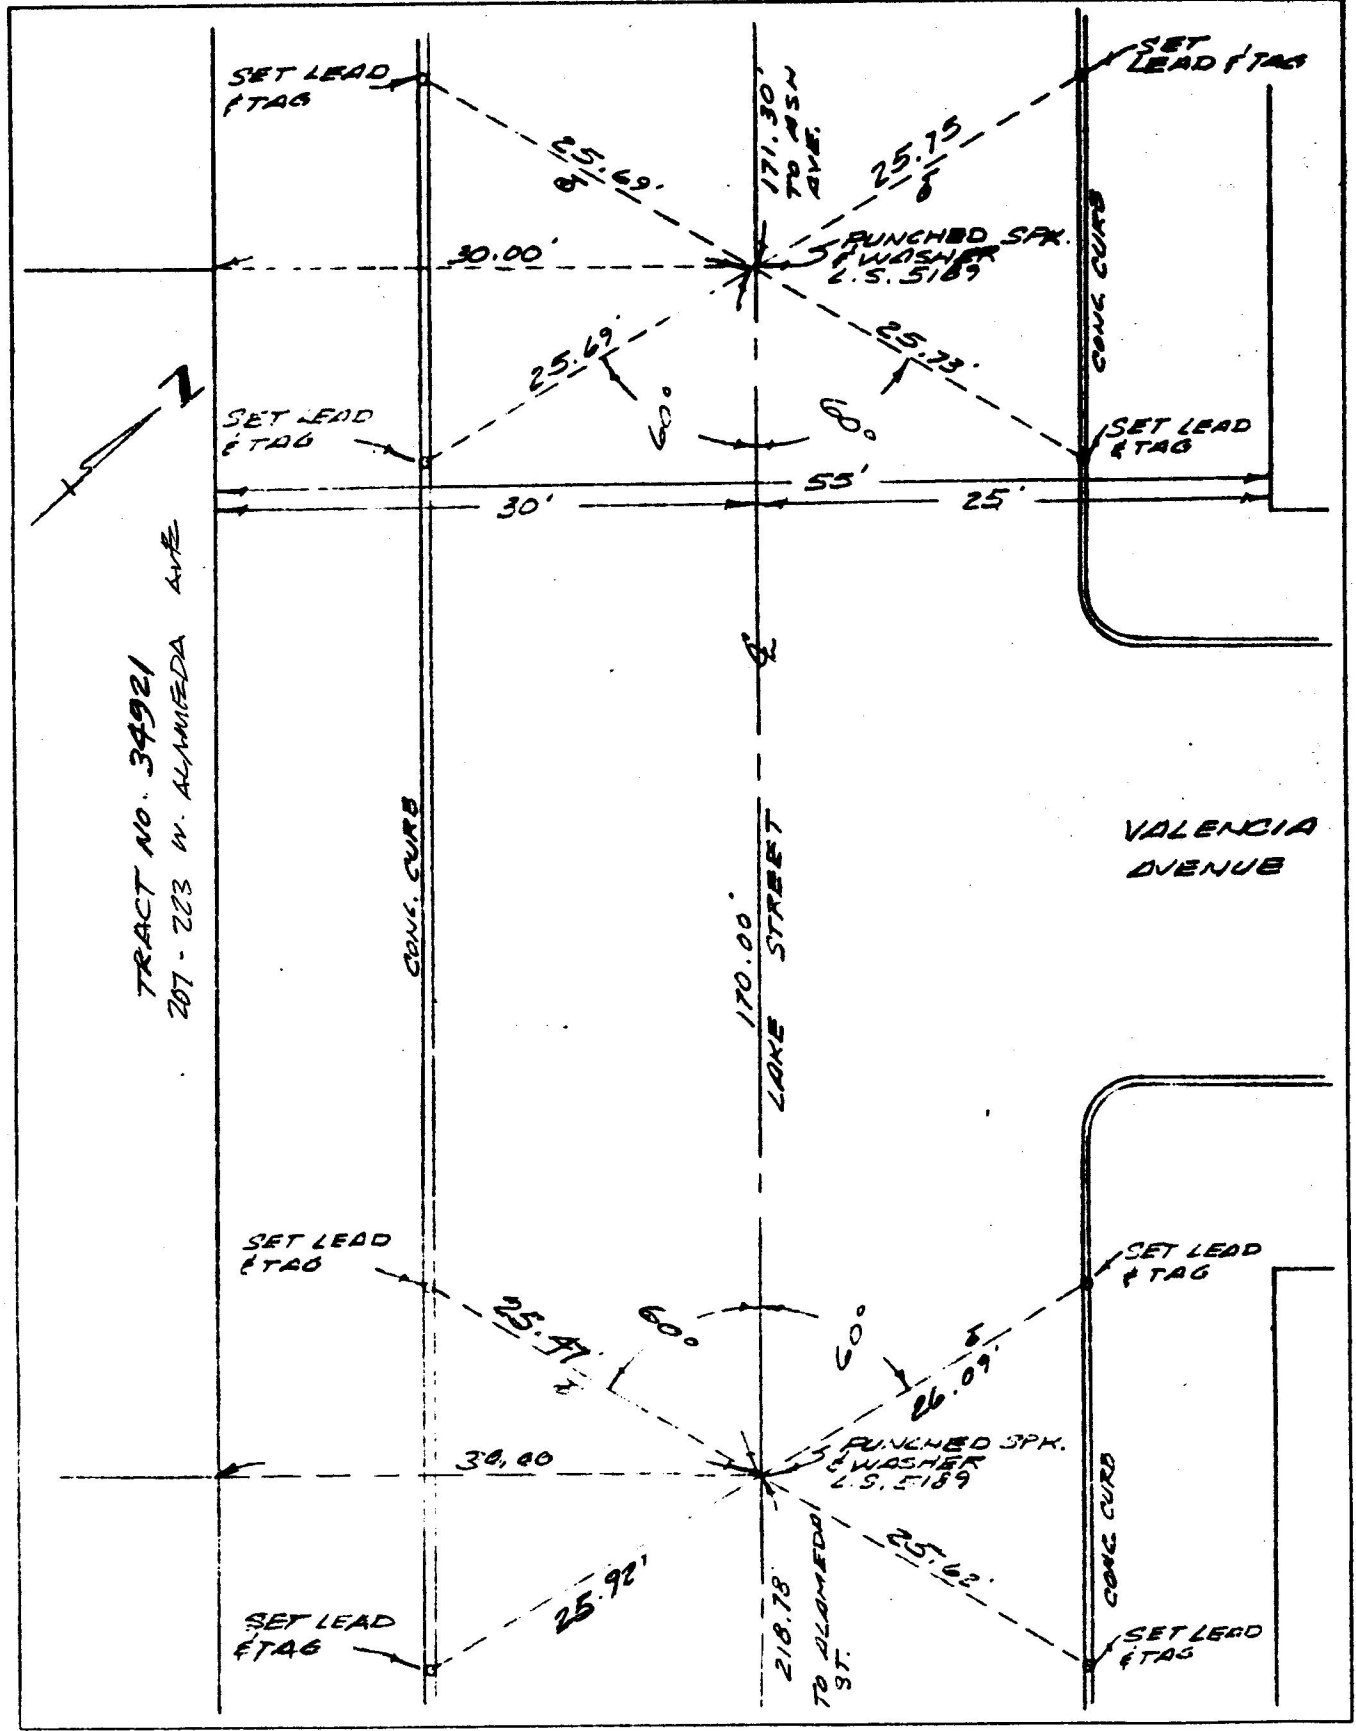 SET LEAD
& TAG
SET
LEAD & TAG
171.30'
TO ASH
AVE.
25.69'
25.75
30.00'
PUNCHED SPK.
& WASHER
L.S. 5189
CONC. CURB
25.69'
25.73'
60°
60°
N
SET LEAD
& TAG
SET LEAD
& TAG
55'
30'
25'
℄
TRACT NO. 34921
207-223 W. ALAMEDA AVE
CONC. CURB
170.00'
LAKE STREET
VALENCIA
AVENUE
SET LEAD
& TAG
SET LEAD
& TAG
60°
60°
25.47'
26.09'
30.00
PUNCHED SPK.
& WASHER
L.S. 5189
25.92'
25.62'
218.78
TO ALAMEDA
ST.
CONC CURB
SET LEAD
& TAG
SET LEAD
& TAG